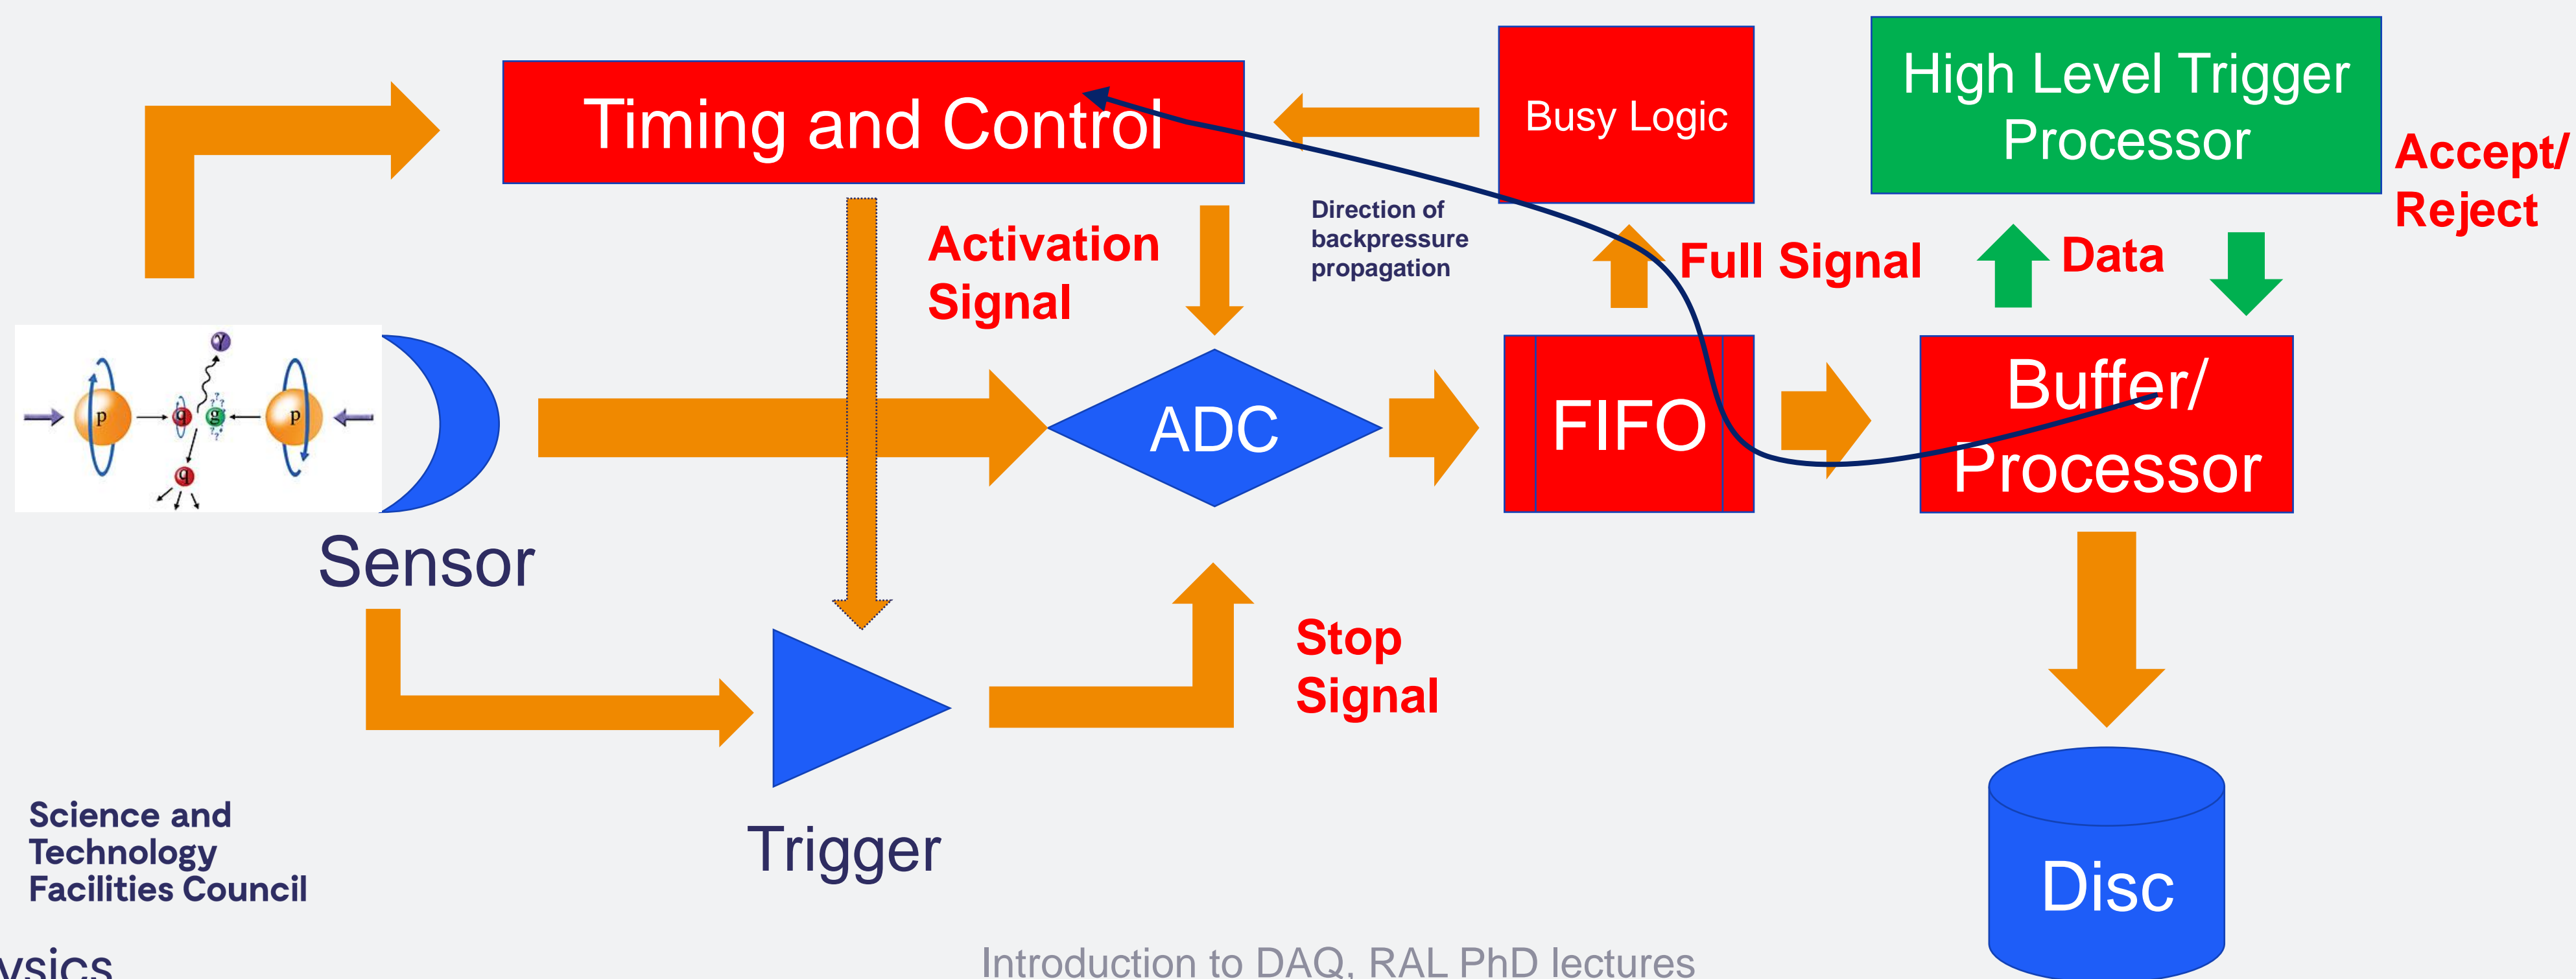 Timing and Control
Busy Logic
High Level Trigger
Processor
Accept/
Reject
Activation
Signal
Direction of
backpressure
propagation
Full Signal
Data
γ
p
q
g
p
q
? ? ?
? ?
ADC
FIFO
Buffer/
Processor
Sensor
Stop
Signal
Trigger
Science and
Technology
Facilities Council
Disc
Introduction to DAQ, RAL PhD lectures